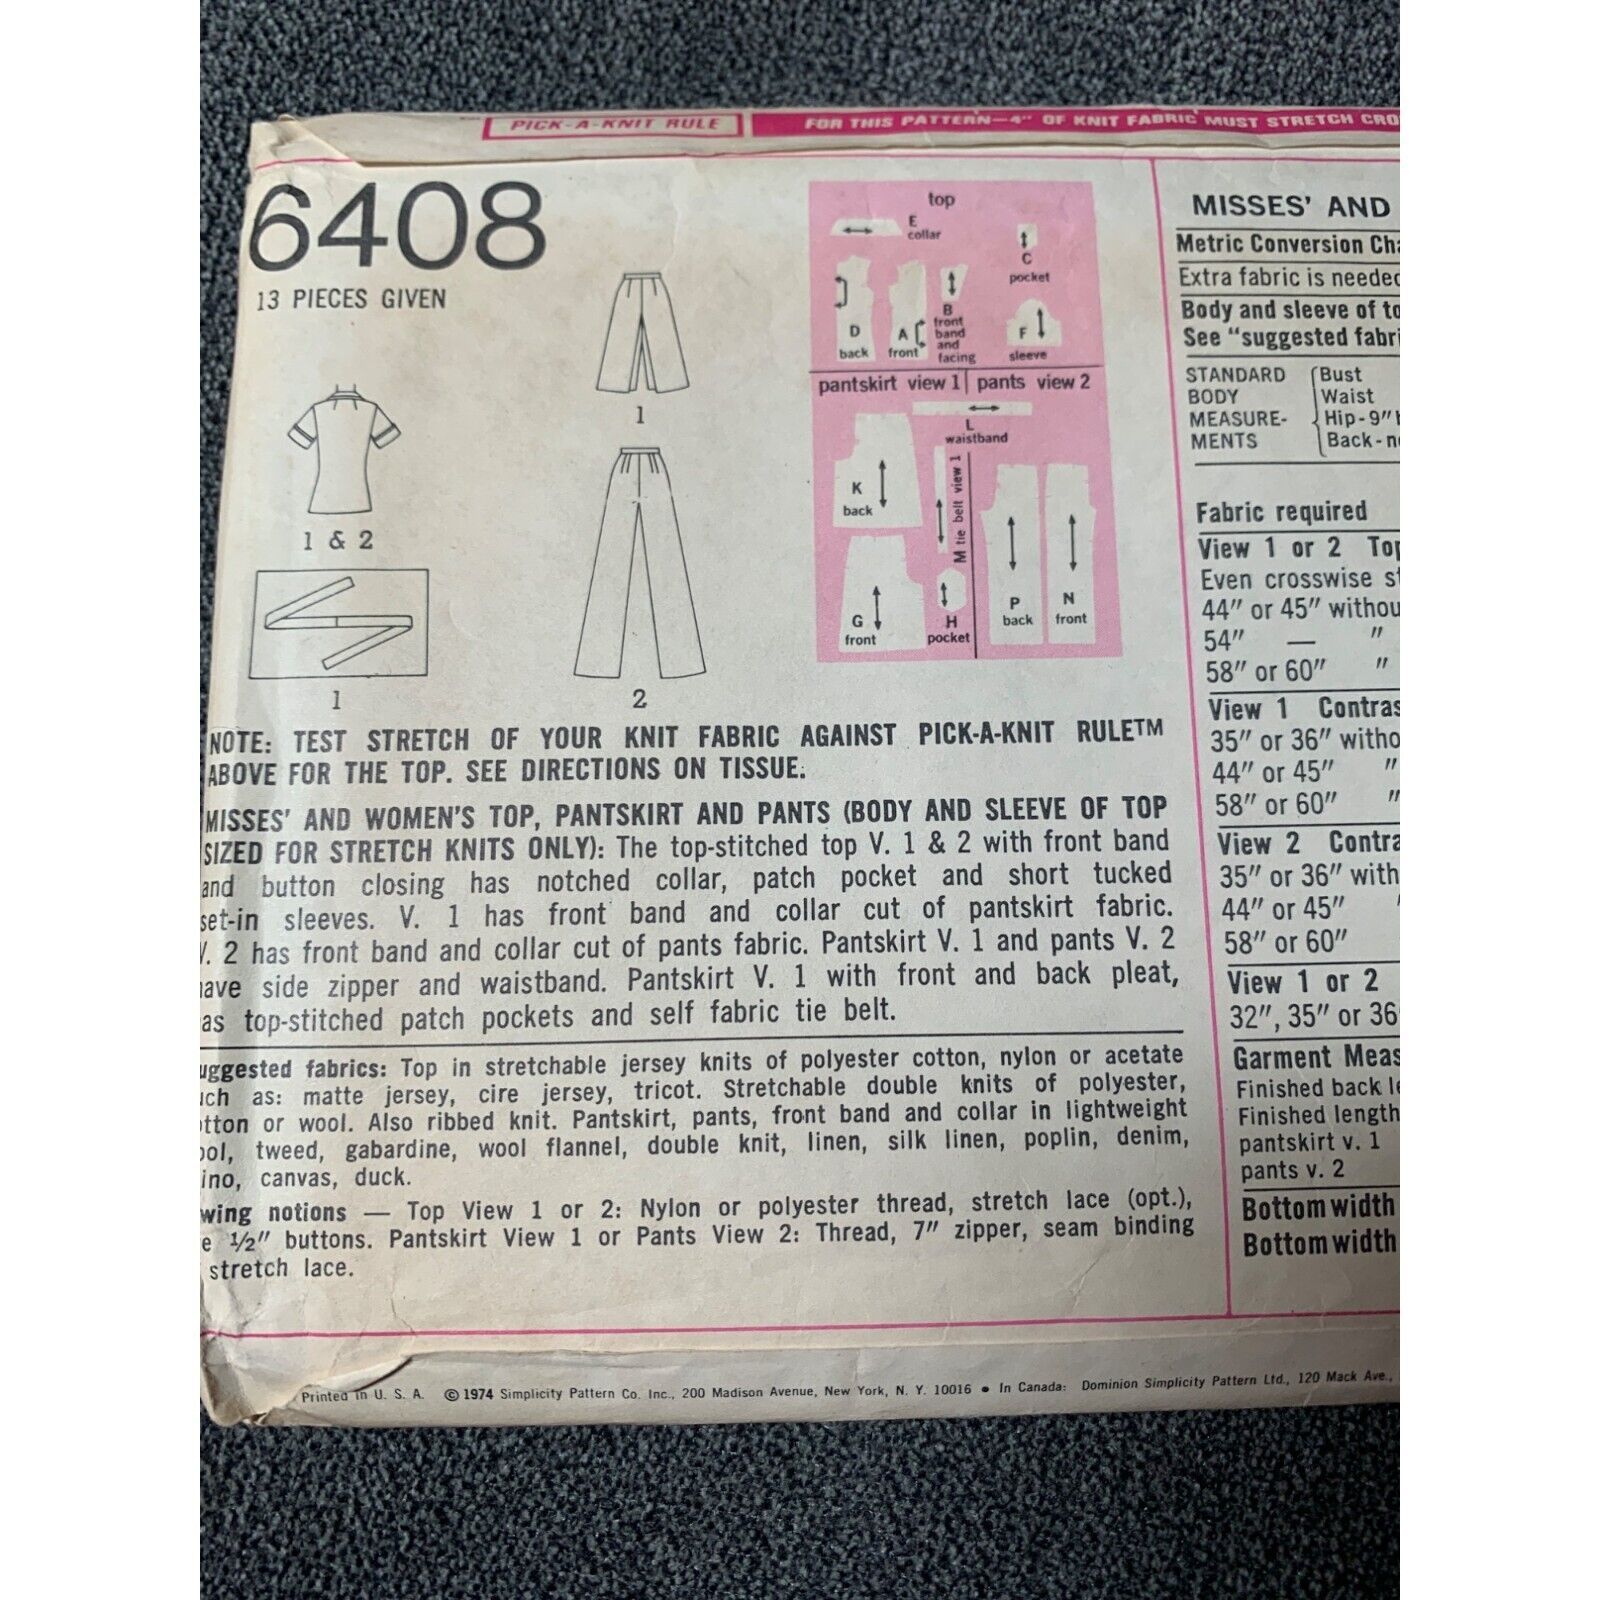 PICK-A-KNIT RULE
FOR THIS PATTERN—4" OF KNIT FABRIC MUST STRETCH
6408
13 PIECES GIVEN
1
1 & 2
1
2
top
E
collar
C
pocket
D
back
A
front
B
front
band
and
facing
F
sleeve
pantskirt view 1 pants view 2
L
waistband
K
back
M tie belt view 1
G
front
H
pocket
P
back
N
front
NOTE: TEST STRETCH OF YOUR KNIT FABRIC AGAINST PICK-A-KNIT RULE™
ABOVE FOR THE TOP. SEE DIRECTIONS ON TISSUE.
MISSES' AND WOMEN'S TOP, PANTSKIRT AND PANTS (BODY AND SLEEVE OF TOP
SIZED FOR STRETCH KNITS ONLY): The top-stitched top V. 1 & 2 with front band
and button closing has notched collar, patch pocket and short tucked
set-in sleeves. V. 1 has front band and collar cut of pantskirt fabric.
V. 2 has front band and collar cut of pants fabric. Pantskirt V. 1 and pants V. 2
ave side zipper and waistband. Pantskirt V. 1 with front and back pleat,
as top-stitched patch pockets and self fabric tie belt.
uggested fabrics: Top in stretchable jersey knits of polyester cotton, nylon or acetate
uch as: matte jersey, cire jersey, tricot. Stretchable double knits of polyester,
tton or wool. Also ribbed knit. Pantskirt, pants, front band and collar in lightweight
ool, tweed, gabardine, wool flannel, double knit, linen, silk linen, poplin, denim,
ino, canvas, duck.
wing notions — Top View 1 or 2: Nylon or polyester thread, stretch lace (opt.),
e 1/2" buttons. Pantskirt View 1 or Pants View 2: Thread, 7" zipper, seam binding
stretch lace.
MISSES' AND
Metric Conversion
Extra fabric is needed
Body and sleeve of
See "suggested
STANDARD
BODY
MEASURE-
MENTS
Bust
Waist
Hip-9"
Back-
Fabric required
View 1 or 2 Top
Even crosswise
44" or 45"
54" — "
58" or 60" "
View 1
35" or 36"
44" or 45" "
58" or 60" "
View 2
35" or 36" with
44" or 45" "
58" or 60"
View 1 or 2
32", 35" or 36
Garment
Finished back
Finished length
pantskirt v. 1
pants v. 2
Bottom width
Bottom width
Printed in U. S. A. © 1974 Simplicity Pattern Co. Inc., 200 Madison Avenue, New York, N. Y. 10016 • In Canada: Dominion Simplicity Pattern Ltd., 120 Mack Ave.,